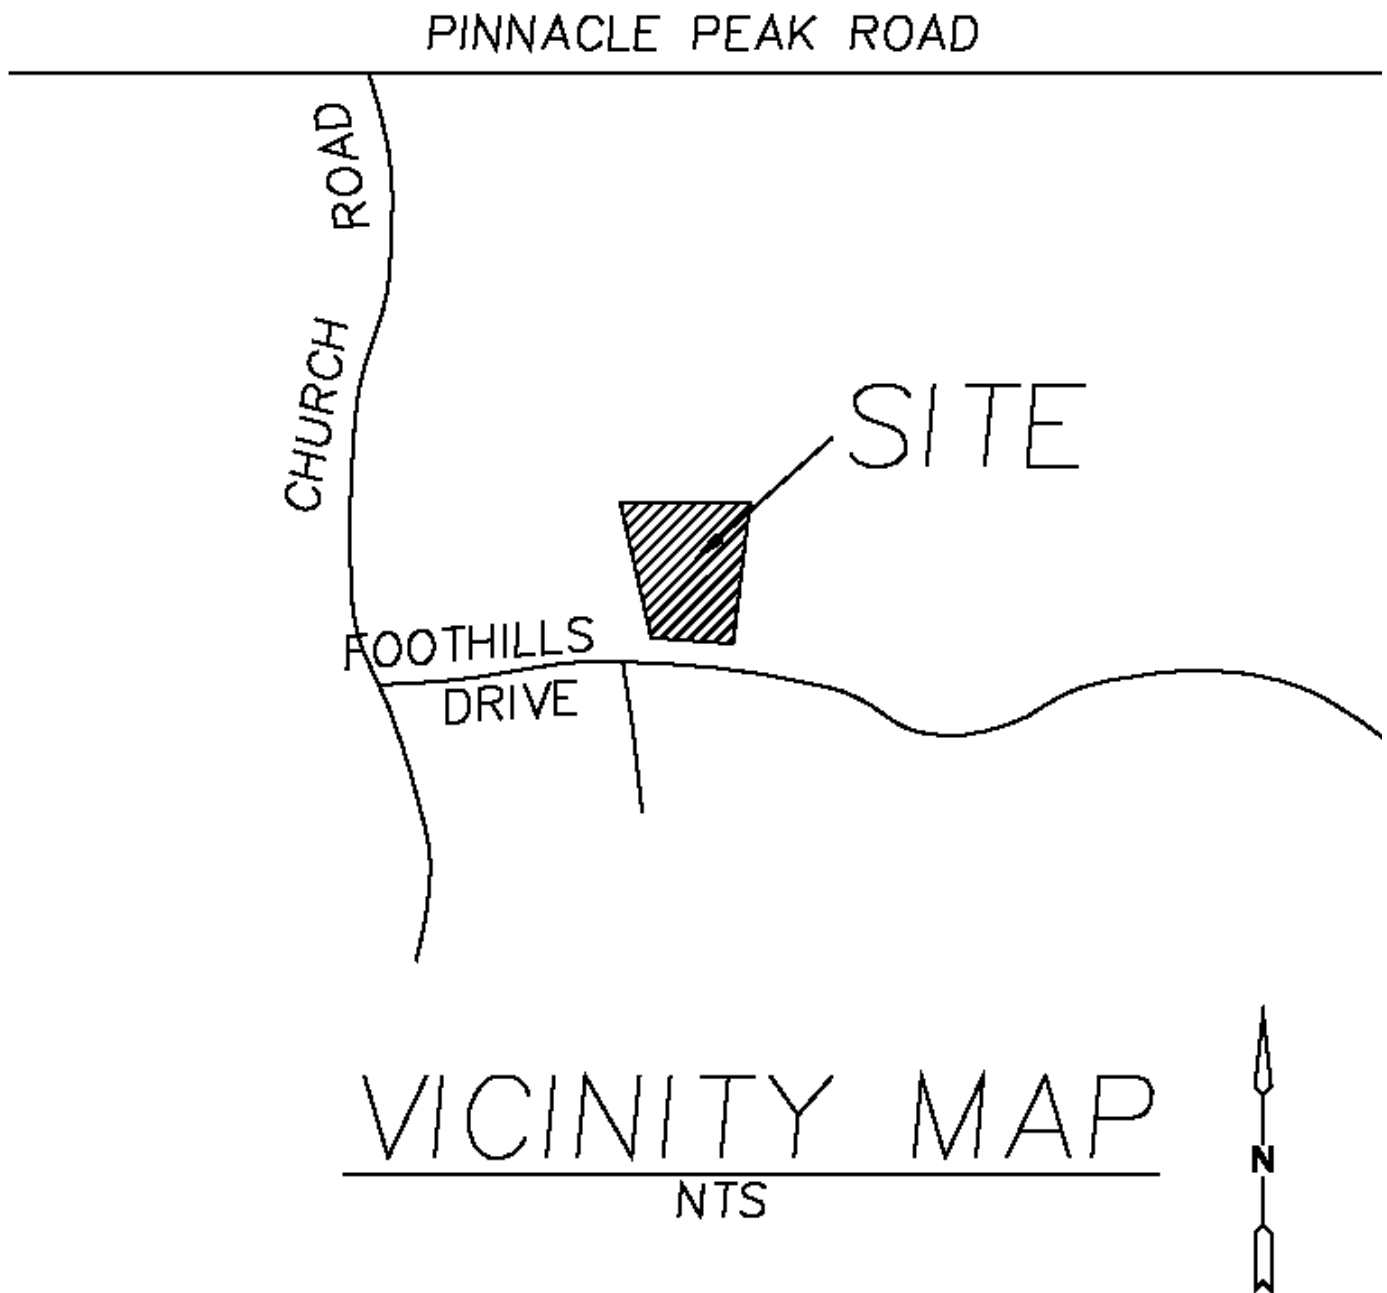 PINNACLE PEAK ROAD
CHURCH ROAD
SITE
FOOTHILLS
DRIVE
VICINITY MAP
NTS
N